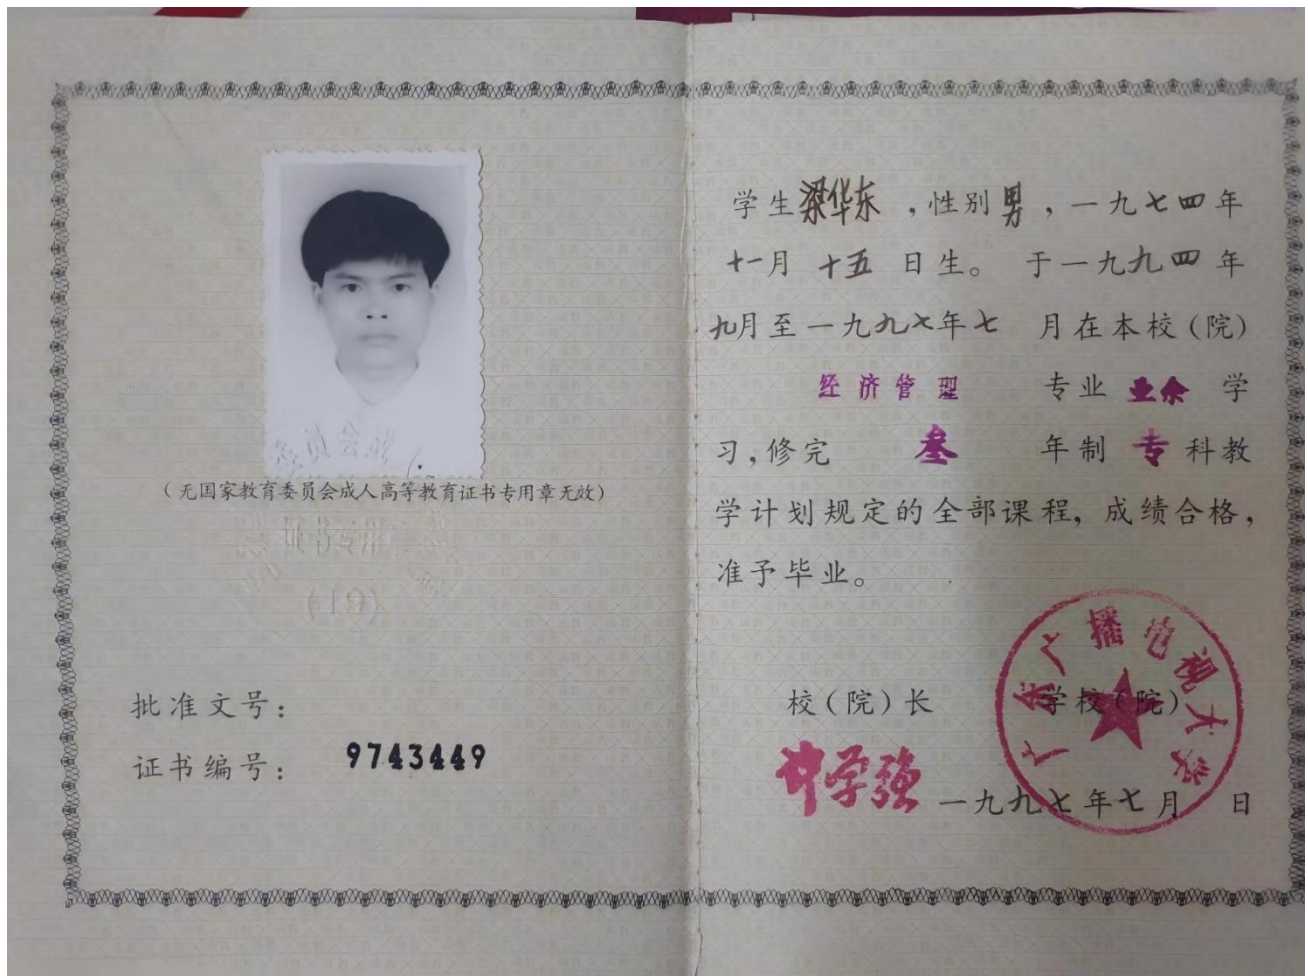 (无国家教育委员会成人高等教育证书专用章无效)
批准文号:
证书编号: 9743449
学生梁华东,性别男,一九七四年
十一月十五日生。于一九九四年
九月至一九九七年七月在本校(院)
经济管理专业业余学
习,修完叁年制专科教
学计划规定的全部课程,成绩合格,
准予毕业。
校(院)长 学校(院)
许学强
一九九七年七月 日
广东广播电视大学